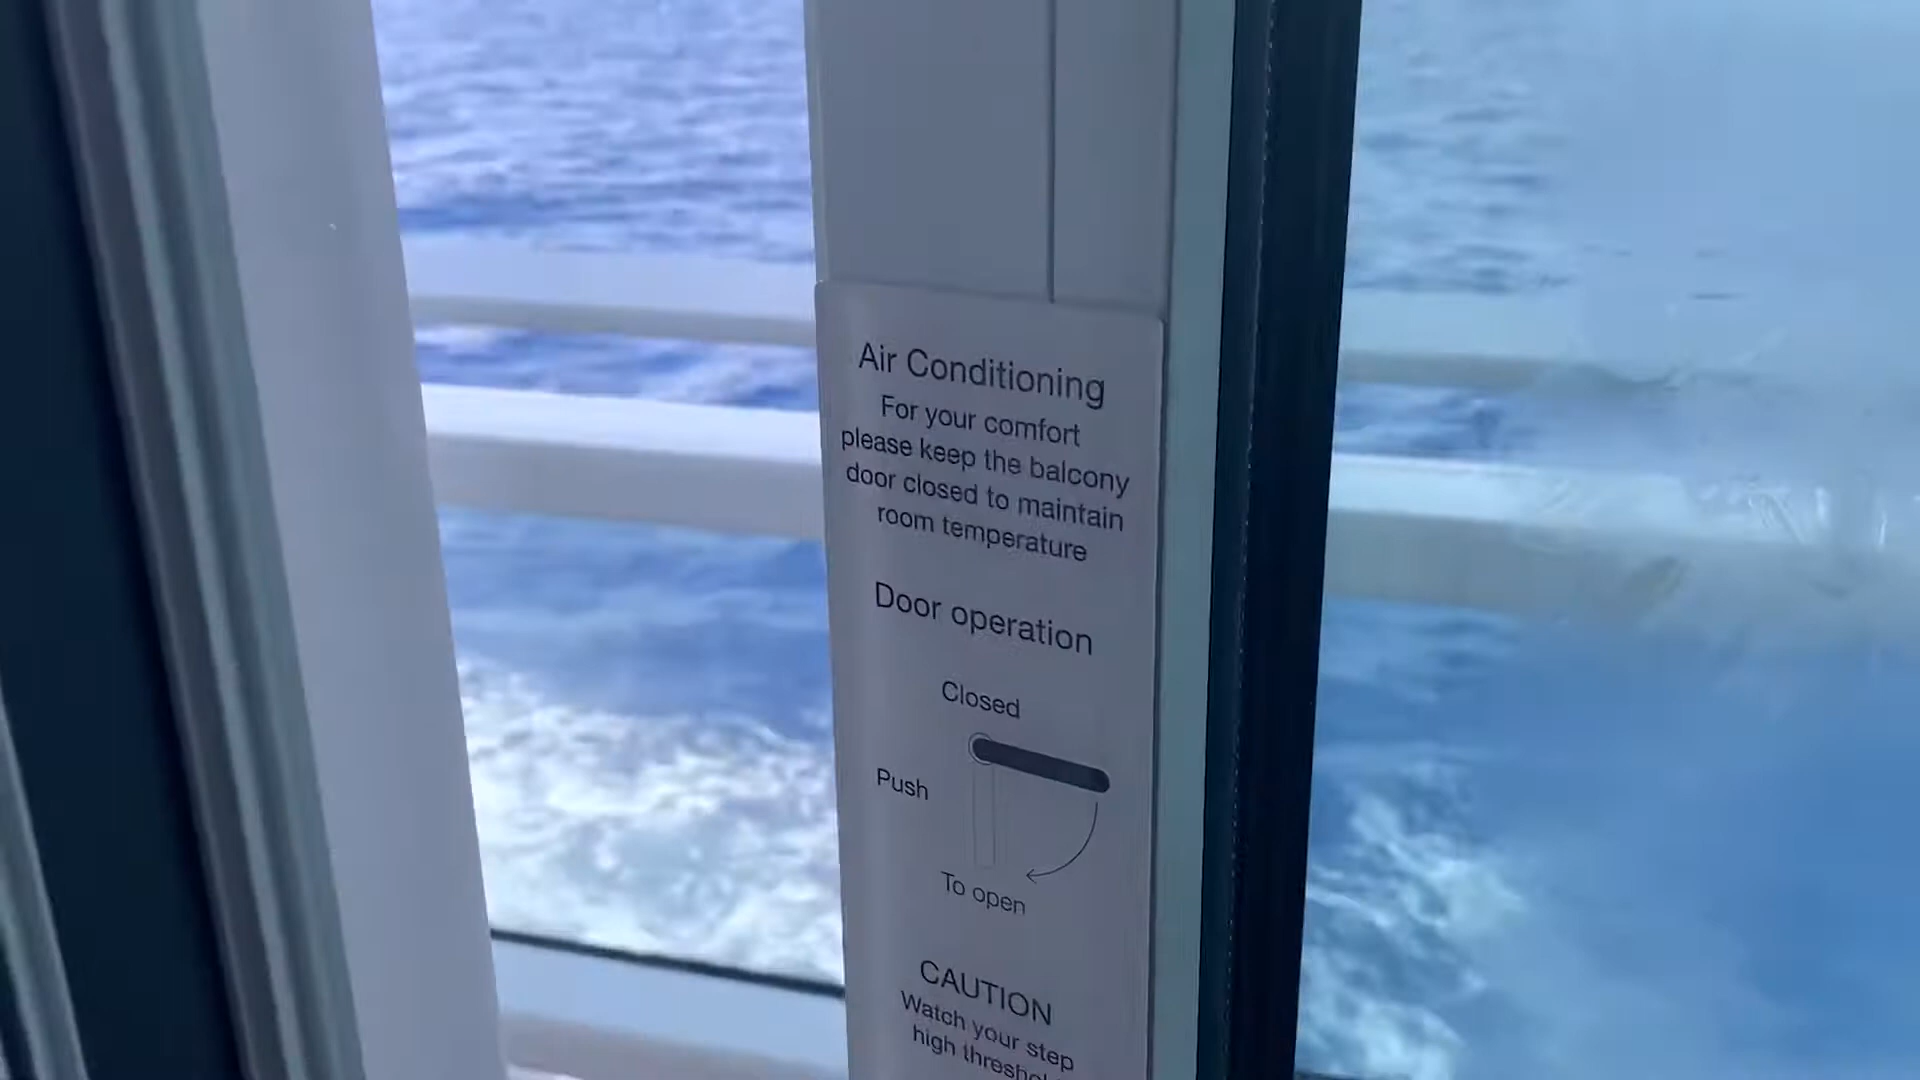 Air Conditioning
For your comfort
please keep the balcony
door closed to maintain
room temperature
Door operation
Closed
Push
To open
CAUTION
Watch your step
high